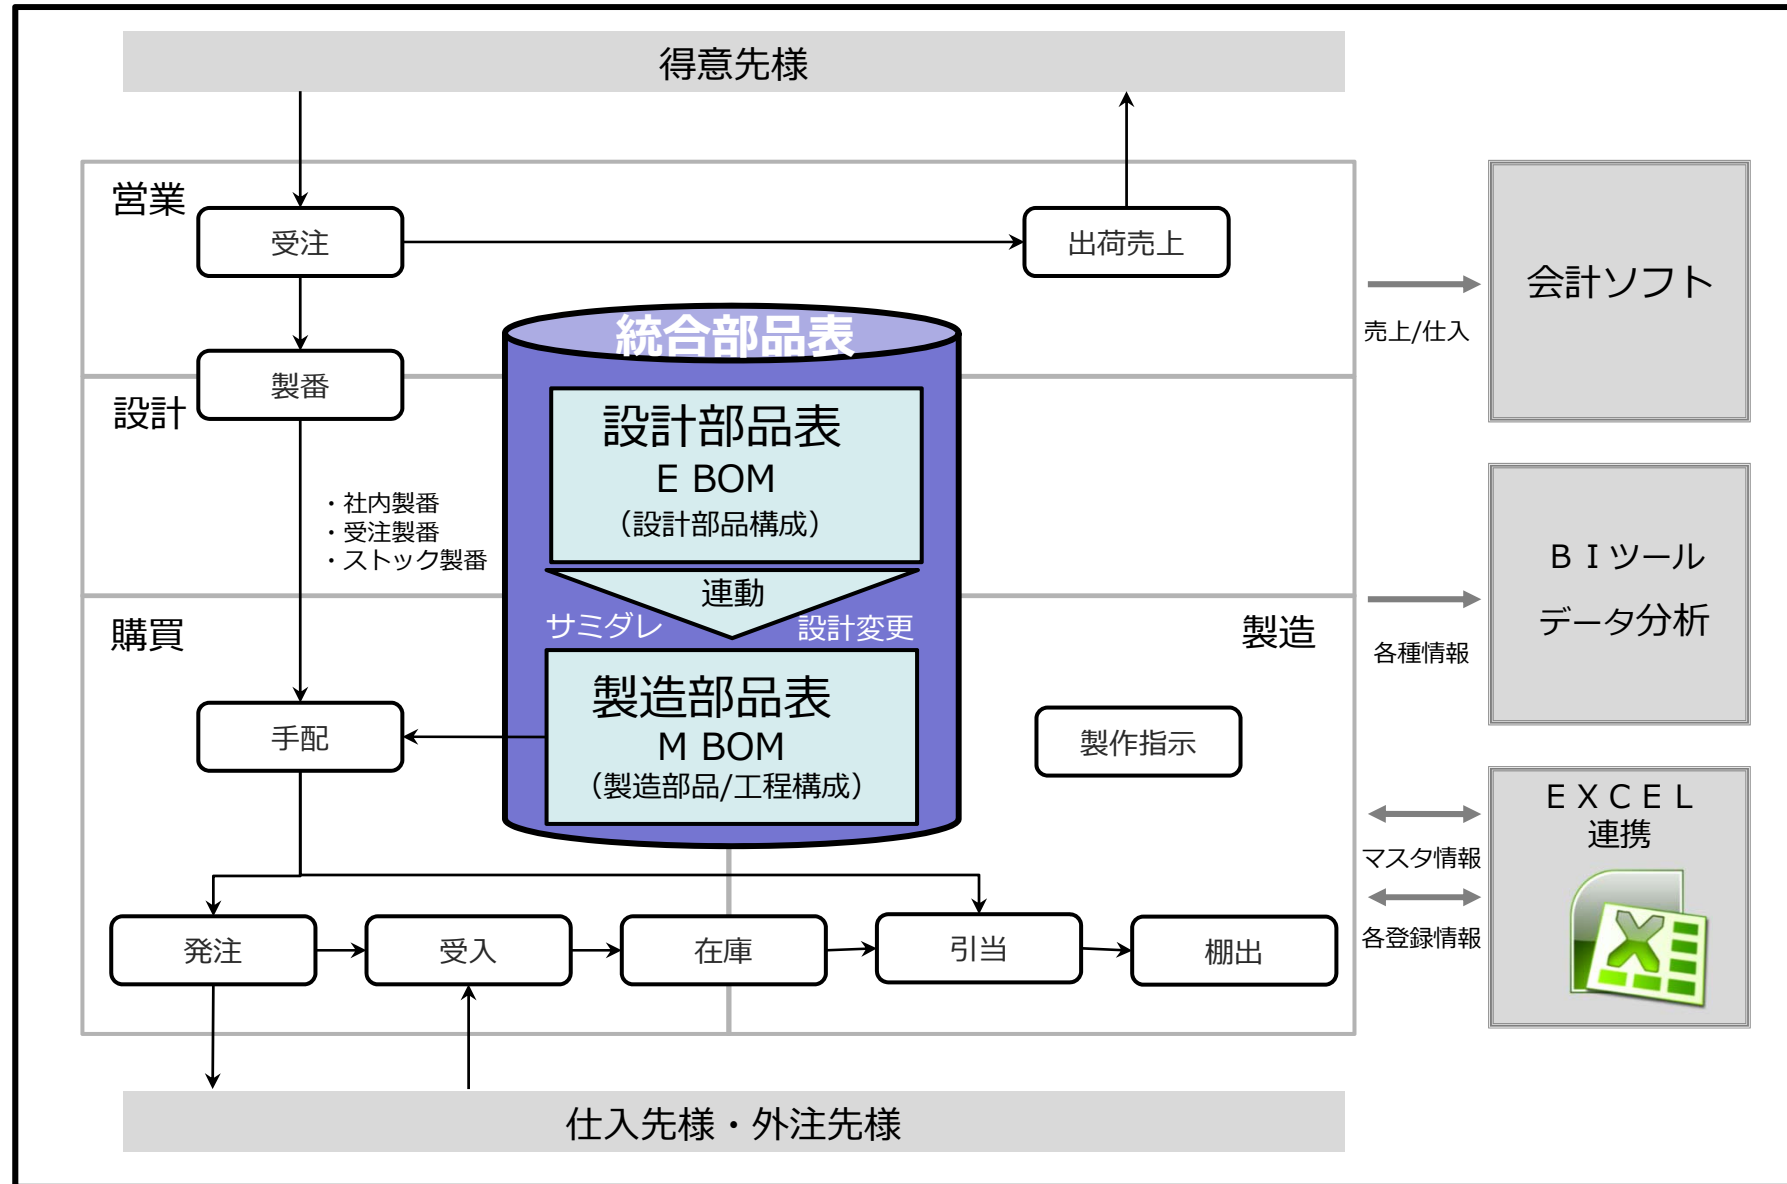 得意先様
営業
受注
出荷売上
製番
設計
・社内製番
・受注製番
・ストック製番
統合部品表
設計部品表
E BOM
（設計部品構成）
連動
サミダレ
設計変更
製造部品表
M BOM
（製造部品/工程構成）
購買
製造
手配
製作指示
発注
受入
在庫
引当
棚出
仕入先様・外注先様
会計ソフト
売上/仕入
ＢＩツール
データ分析
各種情報
ＥＸＣＥＬ
連携
マスタ情報
各登録情報
X